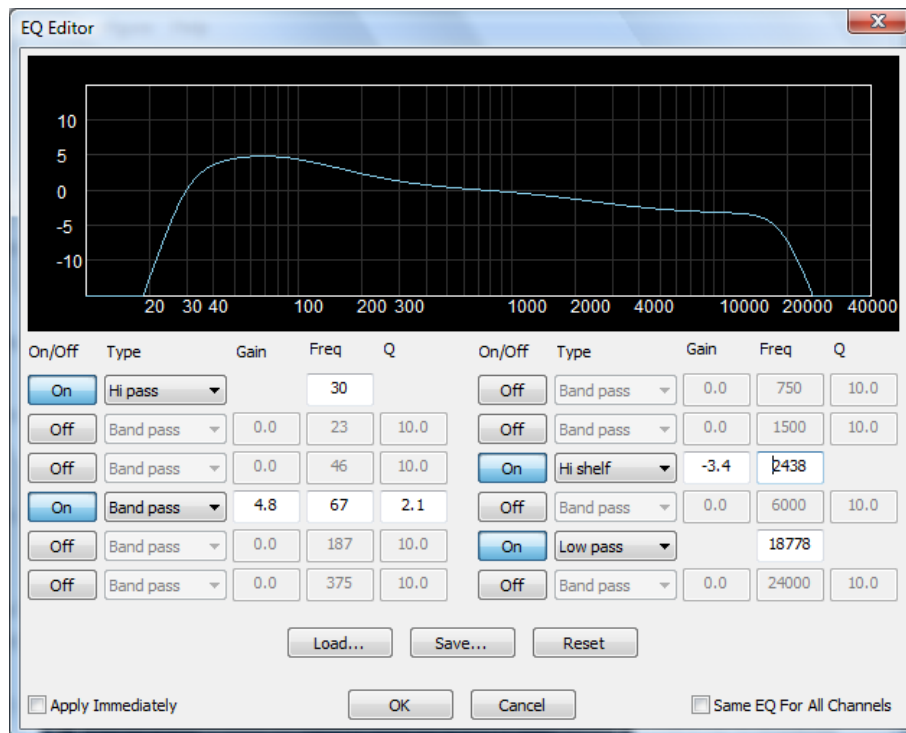 EQ Editor
10
5
0
-5
-10
20 30 40 100 200 300 1000 2000 4000 10000 20000 40000
On/Off Type Gain Freq Q On/Off Type Gain Freq Q
On Hi pass 30 Off Band pass 0.0 750 10.0
Off Band pass 0.0 23 10.0 Off Band pass 0.0 1500 10.0
Off Band pass 0.0 46 10.0 On Hi shelf -3.4 2438
On Band pass 4.8 67 2.1 Off Band pass 0.0 6000 10.0
Off Band pass 0.0 187 10.0 On Low pass 18778
Off Band pass 0.0 375 10.0 Off Band pass 0.0 24000 10.0
Load... Save... Reset
Apply Immediately OK Cancel Same EQ For All Channels